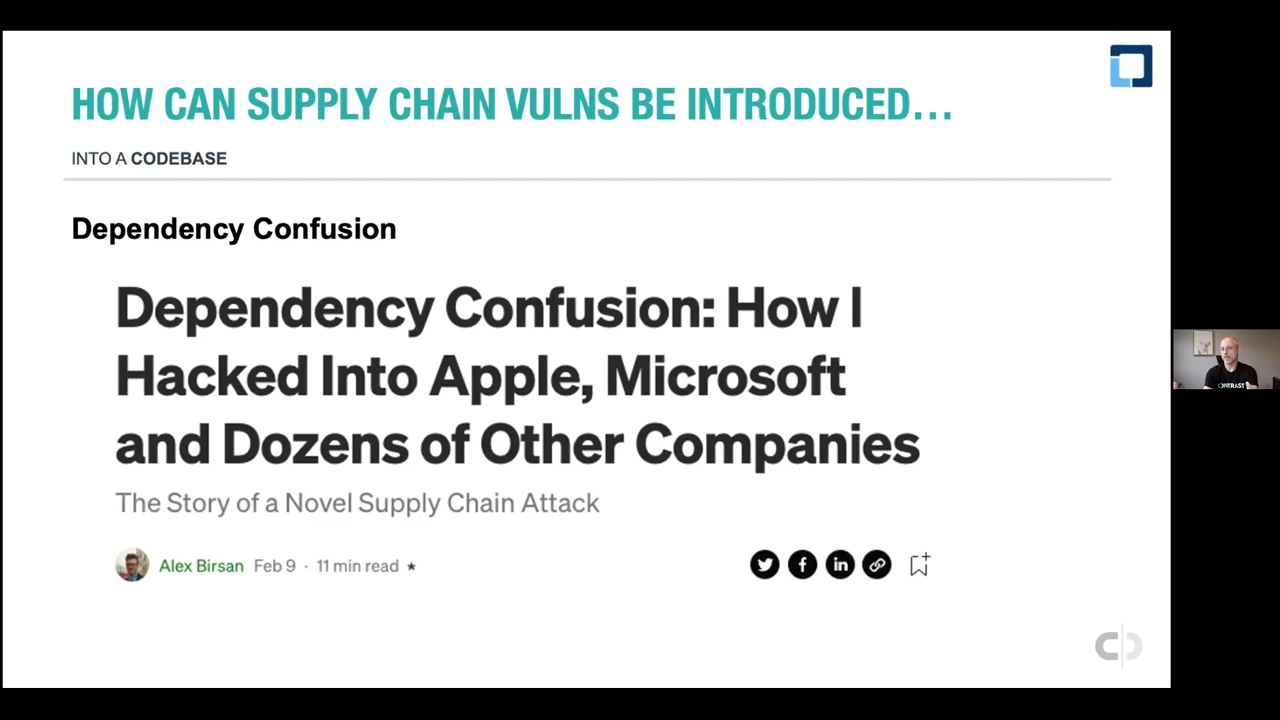 HOW CAN SUPPLY CHAIN VULNS BE INTRODUCED...
INTO A CODEBASE
Dependency Confusion
Dependency Confusion: How I
Hacked Into Apple, Microsoft
and Dozens of Other Companies
The Story of a Novel Supply Chain Attack
Alex Birsan Feb 9 · 11 min read ★
CONTRAST